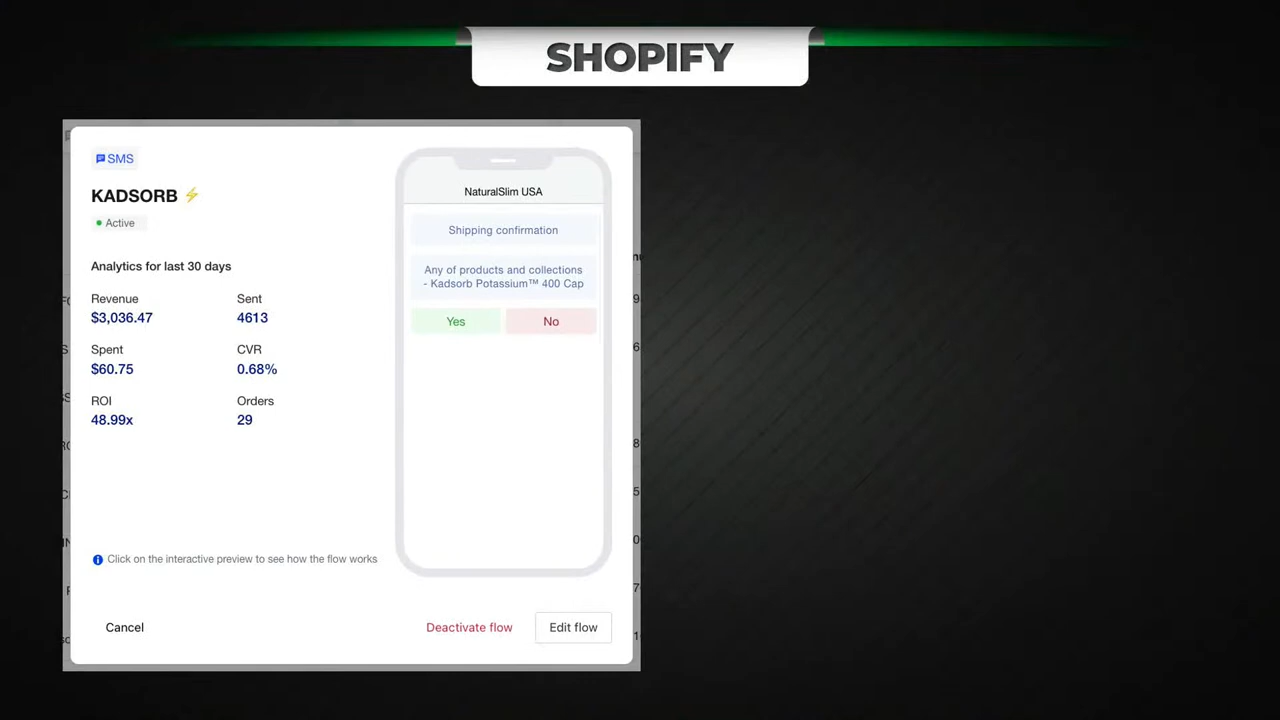 SHOPIFY
SMS
KADSORB ⚡
Active
Analytics for last 30 days
Revenue
Sent
$3,036.47
4613
Spent
CVR
$60.75
0.68%
ROI
Orders
48.99x
29
Click on the interactive preview to see how the flow works
NaturalSlim USA
Shipping confirmation
Any of products and collections
- Kadsorb Potassium™ 400 Cap
Yes
No
Cancel
Deactivate flow
Edit flow